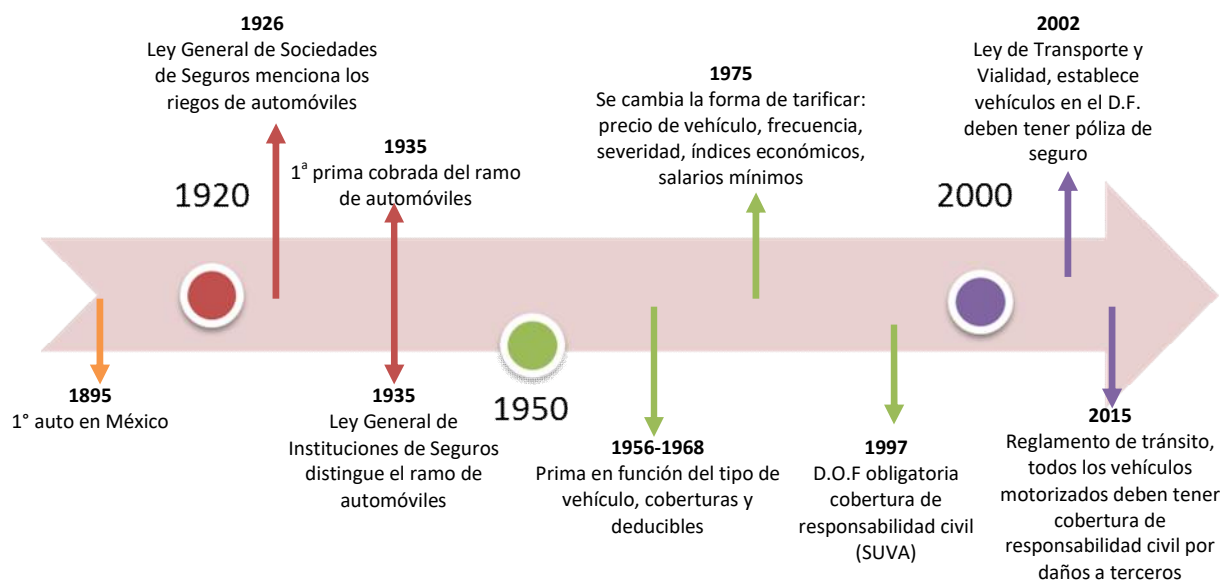 1926
Ley General de Sociedades
de Seguros menciona los
riegos de automóviles
1935
1ª prima cobrada del ramo
de automóviles
1975
Se cambia la forma de tarificar:
precio de vehículo, frecuencia,
severidad, índices económicos,
salarios mínimos
2002
Ley de Transporte y
Vialidad, establece
vehículos en el D.F.
deben tener póliza de
seguro
1920
2000
1950
1895
1° auto en México
1935
Ley General de
Instituciones de Seguros
distingue el ramo de
automóviles
1956-1968
Prima en función del tipo de
vehículo, coberturas y
deducibles
1997
D.O.F obligatoria
cobertura de
responsabilidad civil
(SUVA)
2015
Reglamento de tránsito,
todos los vehículos
motorizados deben tener
cobertura de
responsabilidad civil por
daños a terceros